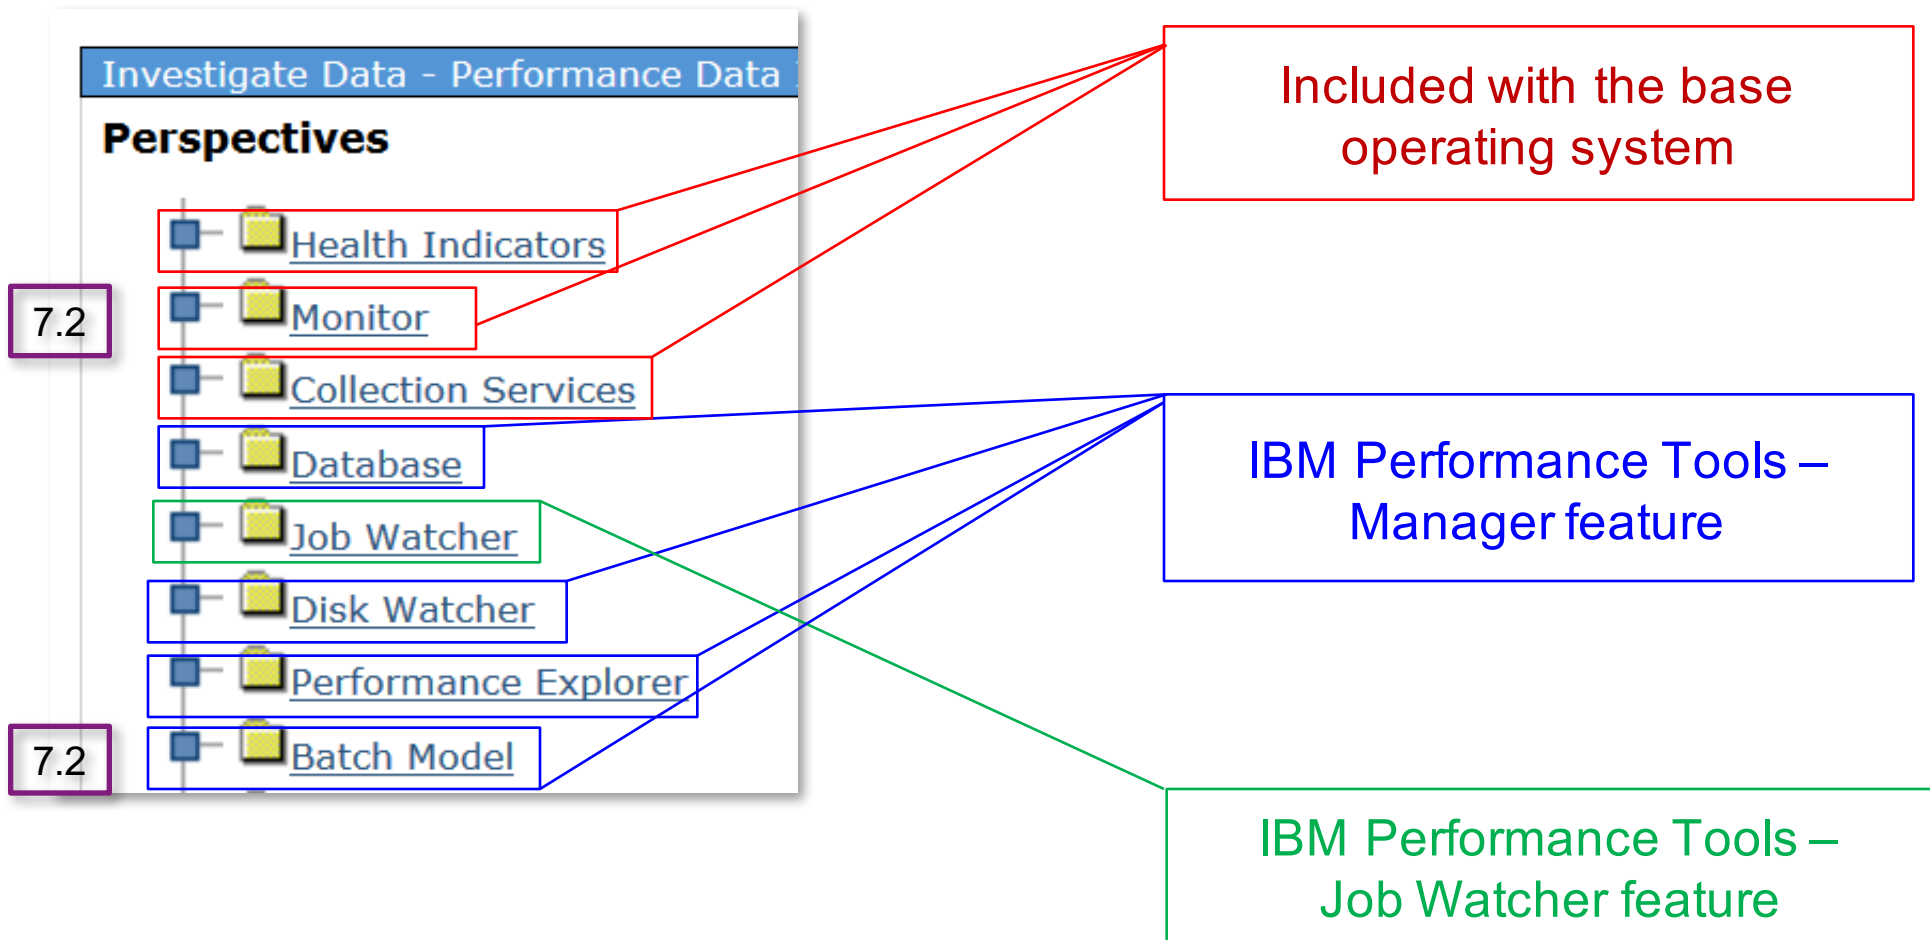 Investigate Data - Performance Data
Perspectives
Health Indicators
7.2
Monitor
Collection Services
Database
Job Watcher
Disk Watcher
Performance Explorer
7.2
Batch Model
Included with the base
operating system
IBM Performance Tools –
Manager feature
IBM Performance Tools –
Job Watcher feature